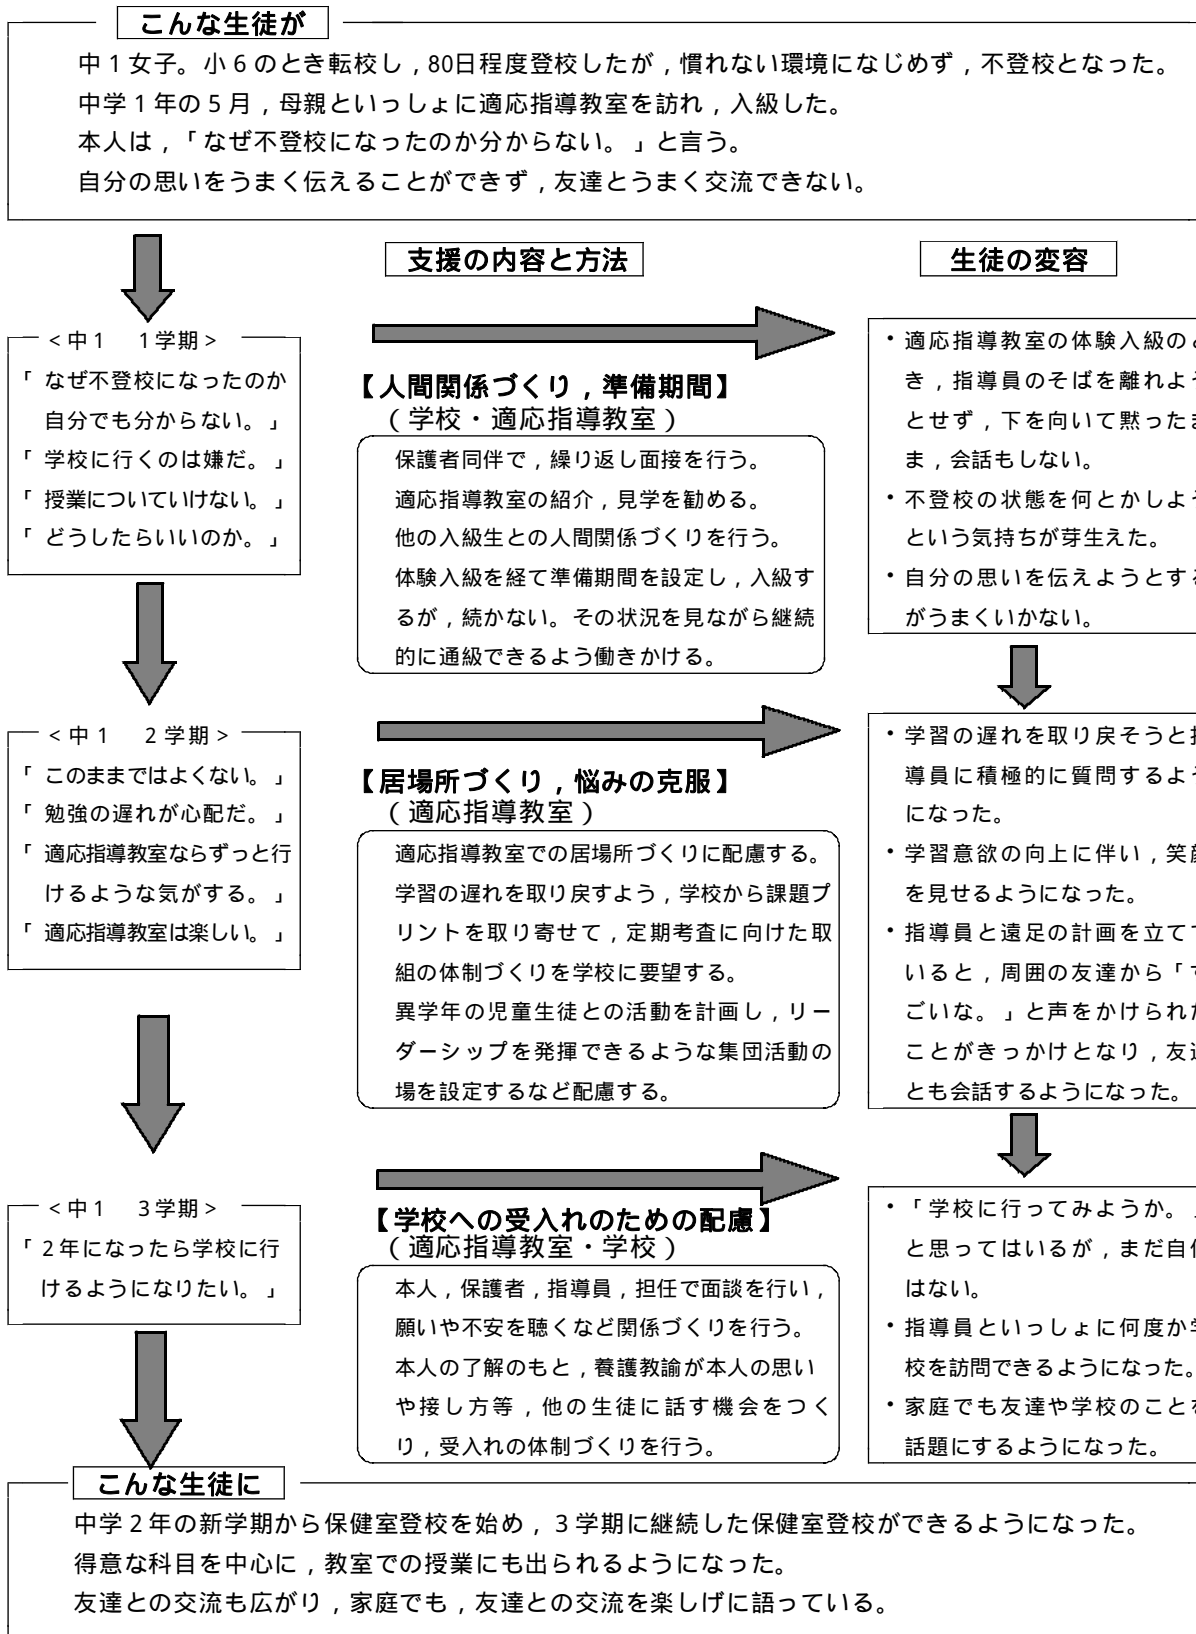 こんな生徒が
中１女子。小６のとき転校し，80日程度登校したが，慣れない環境になじめず，不登校となった。
中学１年の５月，母親といっしょに適応指導教室を訪れ，入級した。
本人は，「なぜ不登校になったのか分からない。」と言う。
自分の思いをうまく伝えることができず，友達とうまく交流できない。
支援の内容と方法
生徒の変容
＜中１　１学期＞
「なぜ不登校になったのか
自分でも分からない。」
「学校に行くのは嫌だ。」
「授業についていけない。」
「どうしたらいいのか。」
【人間関係づくり，準備期間】
（学校・適応指導教室）
保護者同伴で，繰り返し面接を行う。
適応指導教室の紹介，見学を勧める。
他の入級生との人間関係づくりを行う。
体験入級を経て準備期間を設定し，入級す
るが，続かない。その状況を見ながら継続
的に通級できるよう働きかける。
・適応指導教室の体験入級の
き，指導員のそばを離れよ
とせず，下を向いて黙った
ま，会話もしない。
・不登校の状態を何とかしよ
という気持ちが芽生えた。
・自分の思いを伝えようとす
がうまくいかない。
＜中１　２学期＞
「このままではよくない。」
「勉強の遅れが心配だ。」
「適応指導教室ならずっと行
けるような気がする。」
「適応指導教室は楽しい。」
【居場所づくり，悩みの克服】
（適応指導教室）
適応指導教室での居場所づくりに配慮する。
学習の遅れを取り戻すよう，学校から課題プ
リントを取り寄せて，定期考査に向けた取
組の体制づくりを学校に要望する。
異学年の児童生徒との活動を計画し，リー
ダーシップを発揮できるような集団活動の
場を設定するなど配慮する。
・学習の遅れを取り戻そうと
導員に積極的に質問するよ
になった。
・学習意欲の向上に伴い，笑
を見せるようになった。
・指導員と遠足の計画を立て
いると，周囲の友達から「
ごいな。」と声をかけられ
ことがきっかけとなり，友
とも会話するようになった。
＜中１　３学期＞
「２年になったら学校に行
けるようになりたい。」
【学校への受入れのための配慮】
（適応指導教室・学校）
本人，保護者，指導員，担任で面談を行い，
願いや不安を聴くなど関係づくりを行う。
本人の了解のもと，養護教諭が本人の思い
や接し方等，他の生徒に話す機会をつく
り，受入れの体制づくりを行う。
・「学校に行ってみようか。」
と思ってはいるが，まだ自
はない。
・指導員といっしょに何度か
校を訪問できるようになった。
・家庭でも友達や学校のこと
話題にするようになった。
こんな生徒に
中学２年の新学期から保健室登校を始め，３学期に継続した保健室登校ができるようになった。
得意な科目を中心に，教室での授業にも出られるようになった。
友達との交流も広がり，家庭でも，友達との交流を楽しげに語っている。